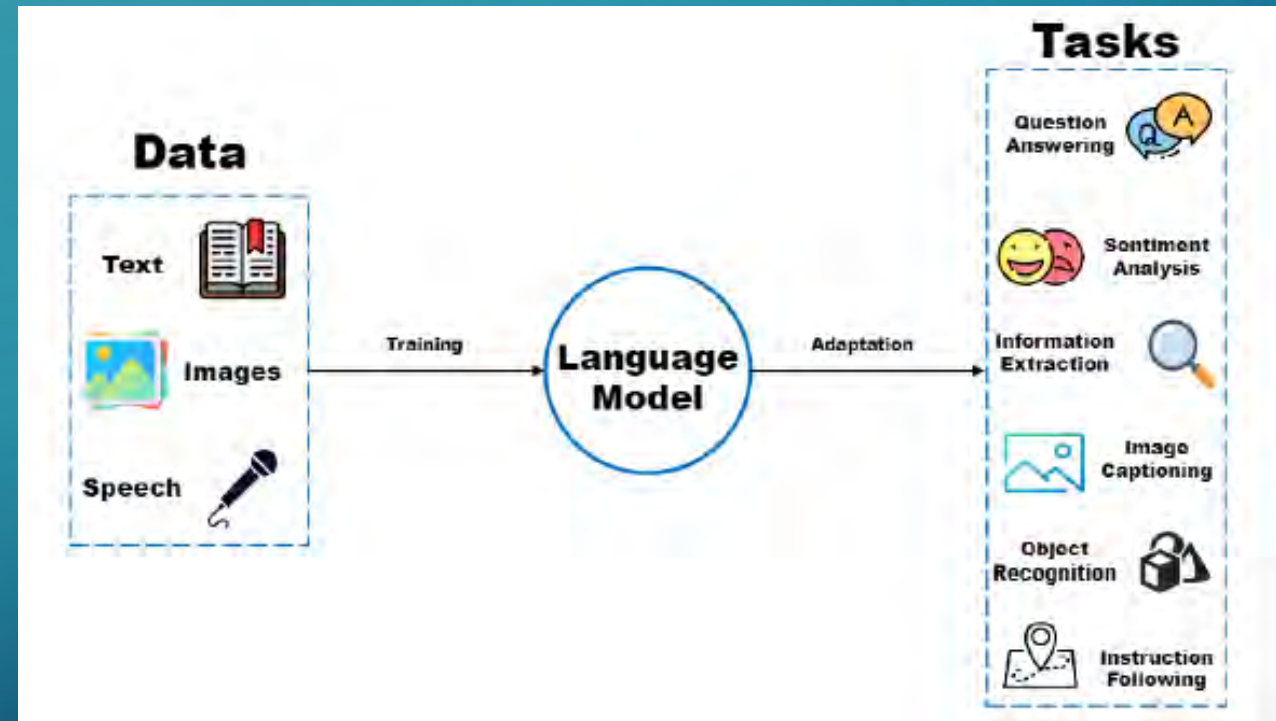 Data
Text
Images
Speech
Training
Language
Model
Adaptation
Tasks
Question
Answering
Q A
Sentiment
Analysis
Information
Extraction
Image
Captioning
Object
Recognition
Instruction
Following